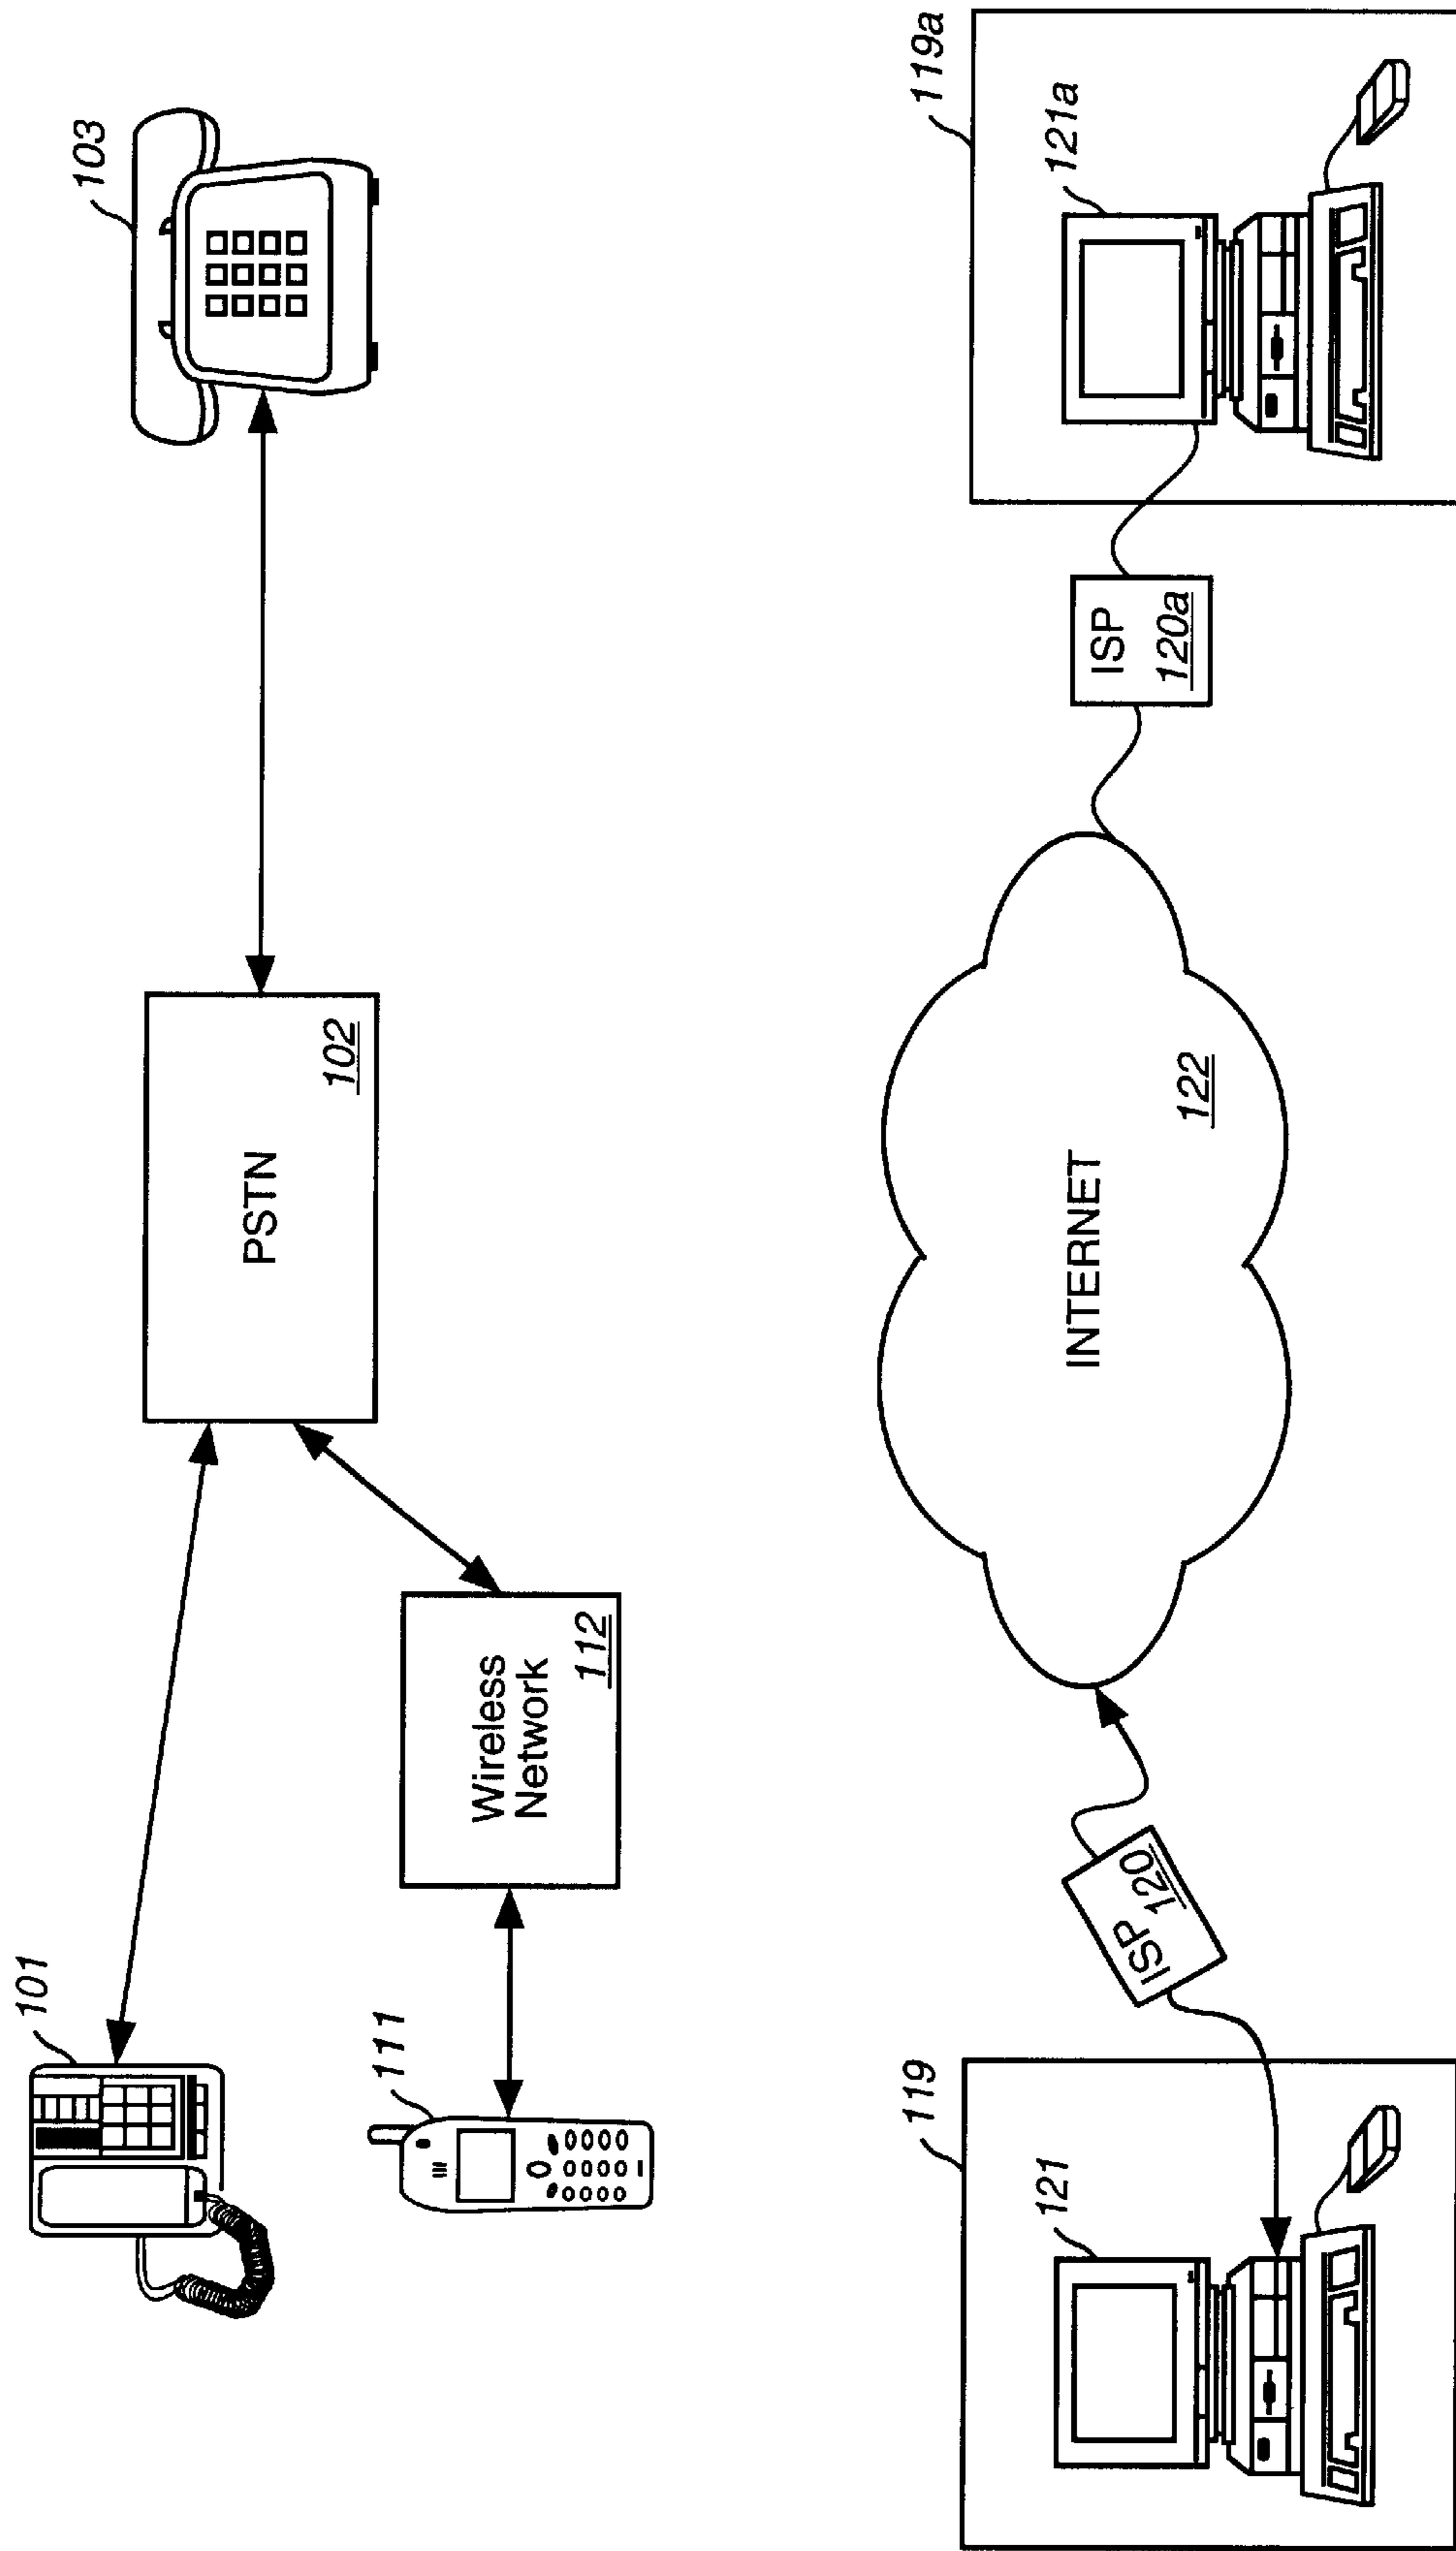 101
PSTN
102
103
111
Wireless
Network
112
119
121
ISP 120
INTERNET
122
ISP
120a
119a
121a